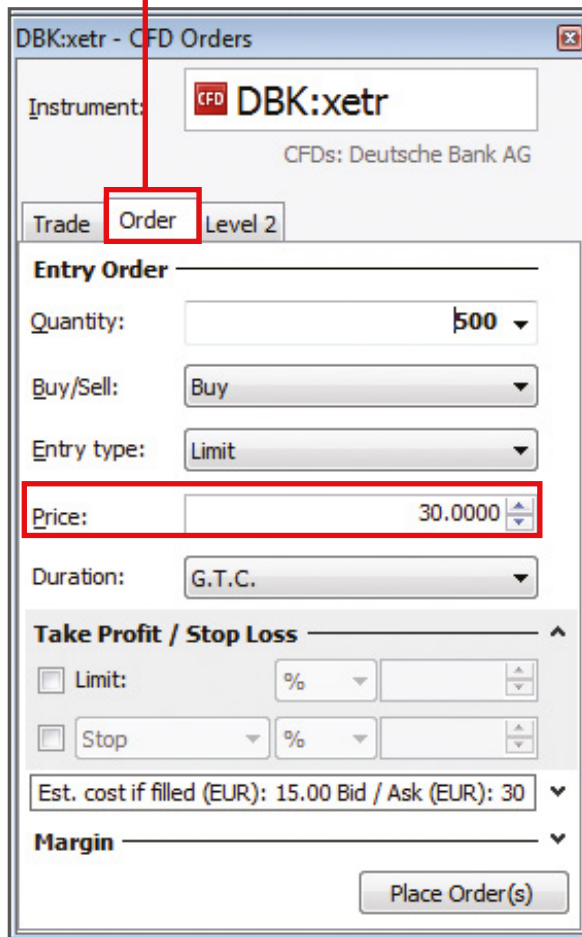 DBK:xetr - CFD Orders
Instrument: CFD DBK:xetr
CFDs: Deutsche Bank AG
Trade Order Level 2
Entry Order
Quantity: 500
Buy/Sell: Buy
Entry type: Limit
Price: 30.0000
Duration: G.T.C.
Take Profit / Stop Loss
Limit: %
Stop %
Est. cost if filled (EUR): 15.00 Bid / Ask (EUR): 30
Margin
Place Order(s)